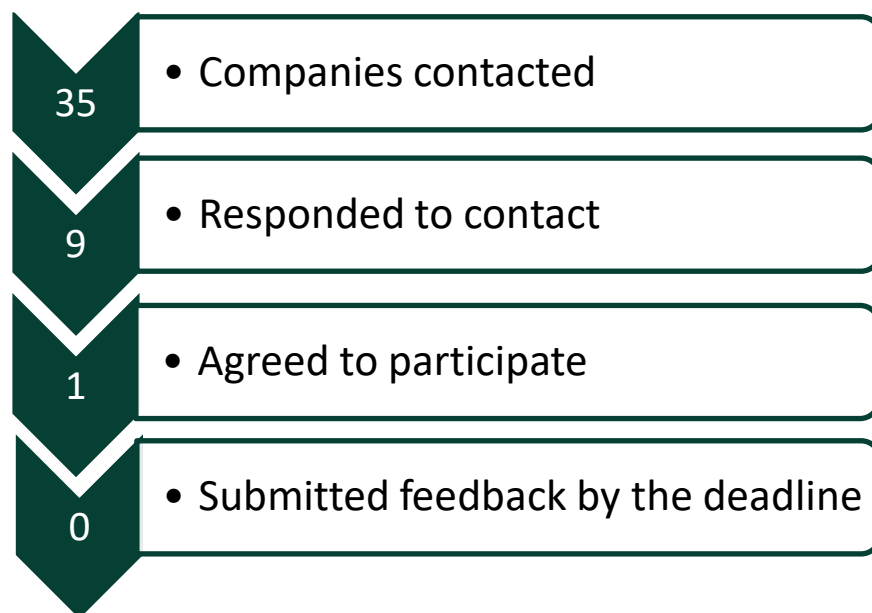 35
• Companies contacted
9
• Responded to contact
1
• Agreed to participate
0
• Submitted feedback by the deadline